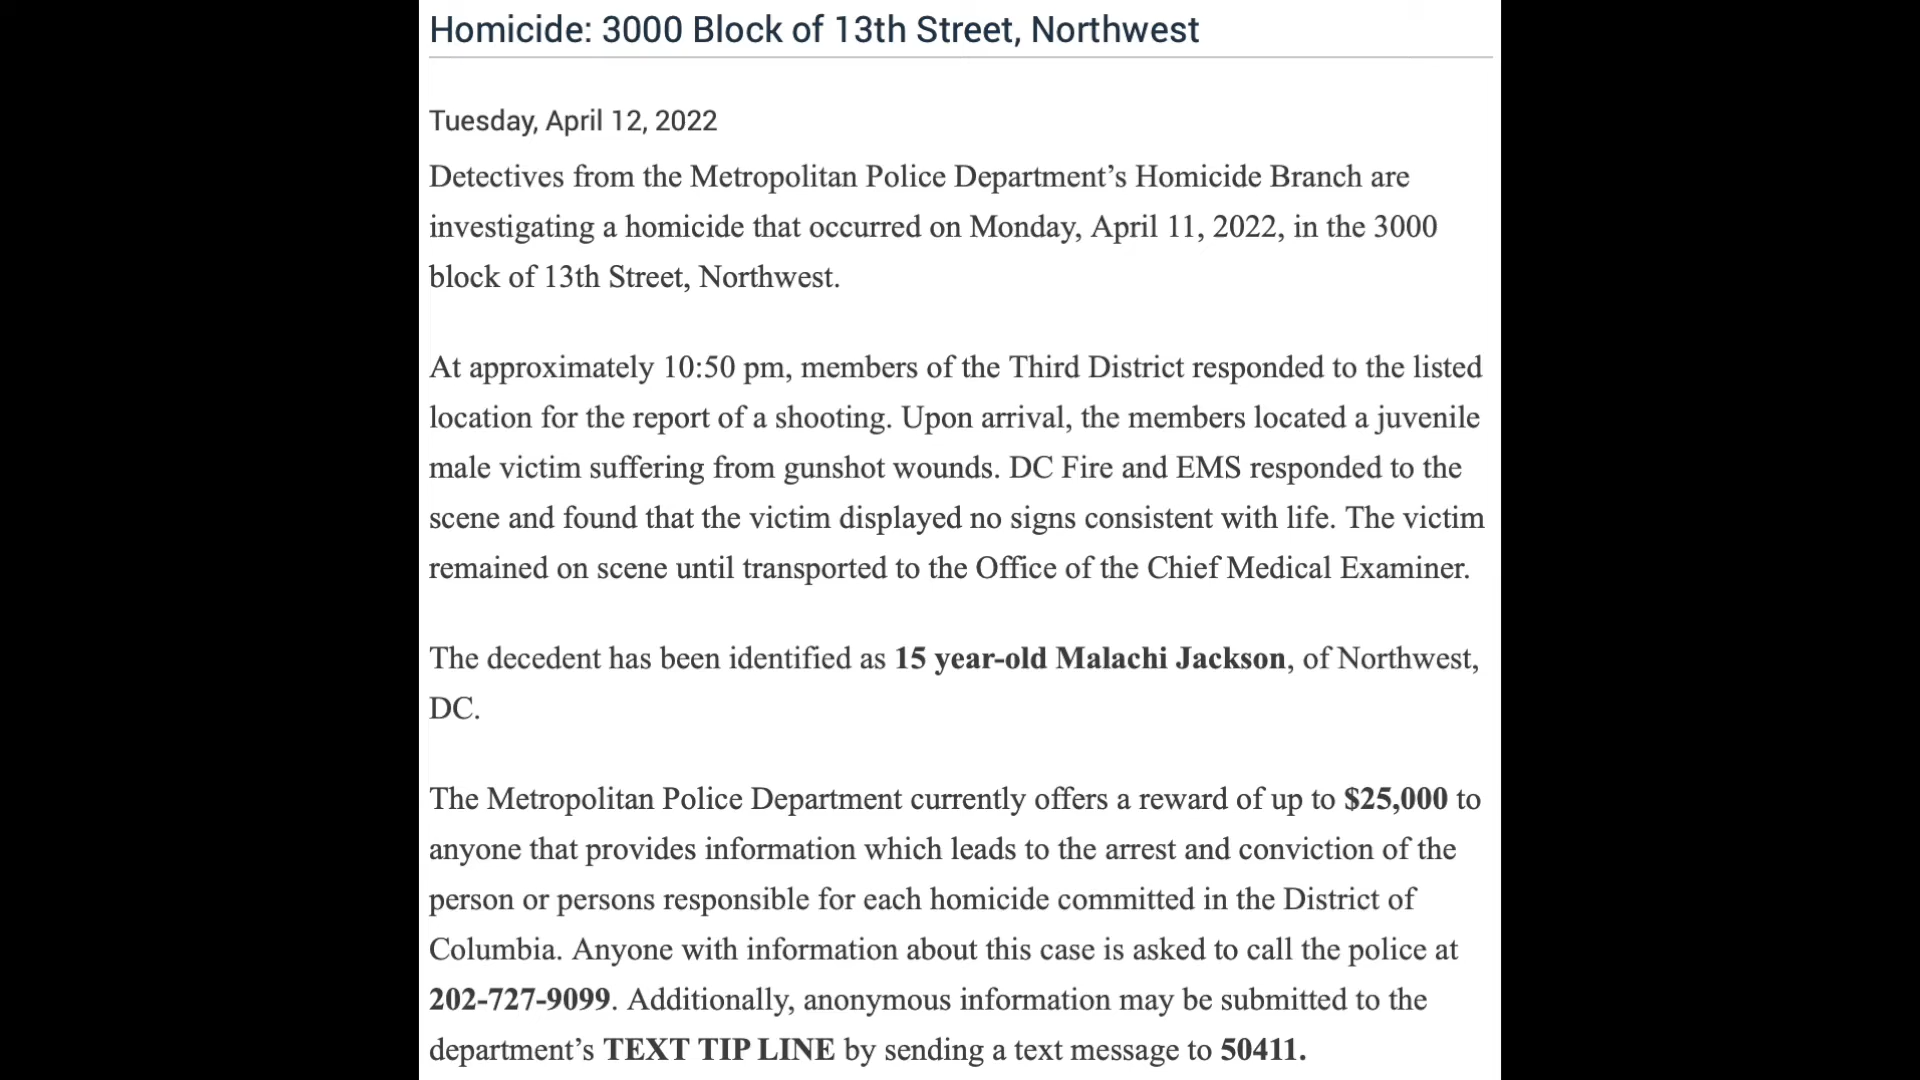 Homicide: 3000 Block of 13th Street, Northwest
Tuesday, April 12, 2022
Detectives from the Metropolitan Police Department’s Homicide Branch are
investigating a homicide that occurred on Monday, April 11, 2022, in the 3000
block of 13th Street, Northwest.
At approximately 10:50 pm, members of the Third District responded to the listed
location for the report of a shooting. Upon arrival, the members located a juvenile
male victim suffering from gunshot wounds. DC Fire and EMS responded to the
scene and found that the victim displayed no signs consistent with life. The victim
remained on scene until transported to the Office of the Chief Medical Examiner.
The decedent has been identified as 15 year-old Malachi Jackson, of Northwest,
DC.
The Metropolitan Police Department currently offers a reward of up to $25,000 to
anyone that provides information which leads to the arrest and conviction of the
person or persons responsible for each homicide committed in the District of
Columbia. Anyone with information about this case is asked to call the police at
202-727-9099. Additionally, anonymous information may be submitted to the
department’s TEXT TIP LINE by sending a text message to 50411.